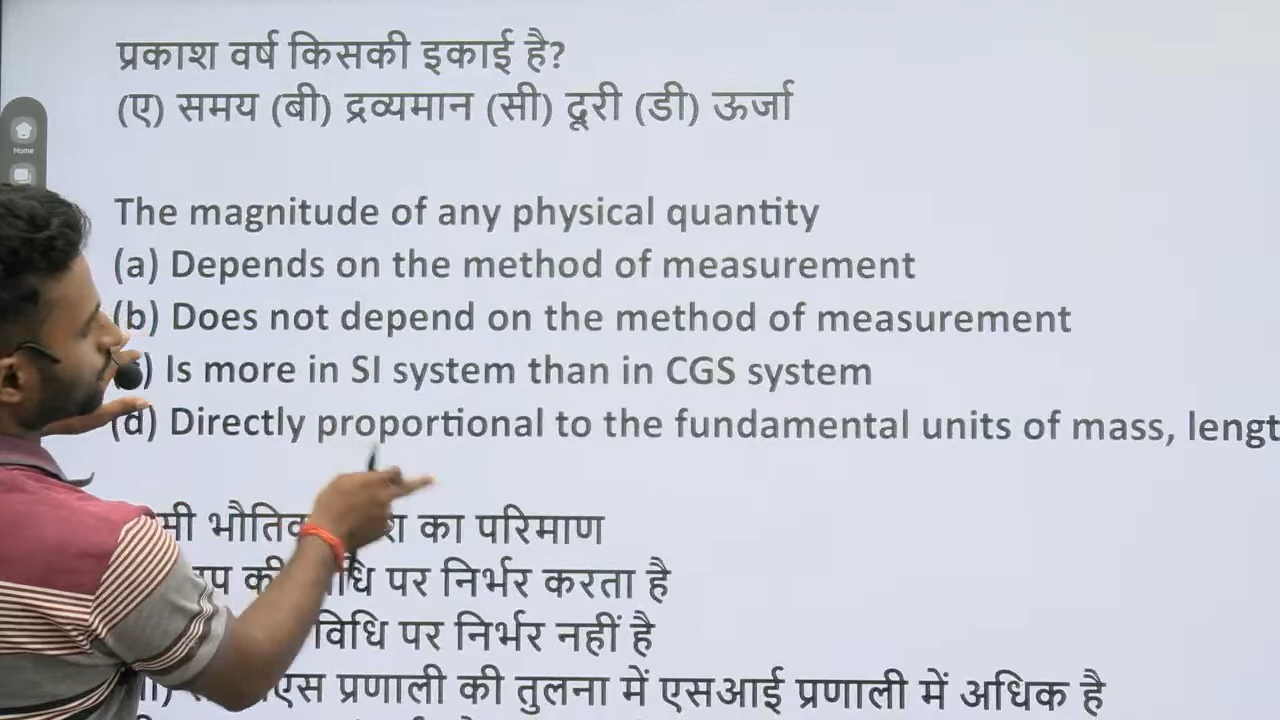 प्रकाश वर्ष किसकी इकाई है?
(ए) समय (बी) द्रव्यमान (सी) दूरी (डी) ऊर्जा
Home
The magnitude of any physical quantity
(a) Depends on the method of measurement
(b) Does not depend on the method of measurement
Is more in SI system than in CGS system
(d) Directly proportional to the fundamental units of mass,
का परिमाण
पर निर्भर करता है
विधि पर निर्भर नहीं है
प्रणाली की तुलना में एसआई प्रणाली में अधिक है